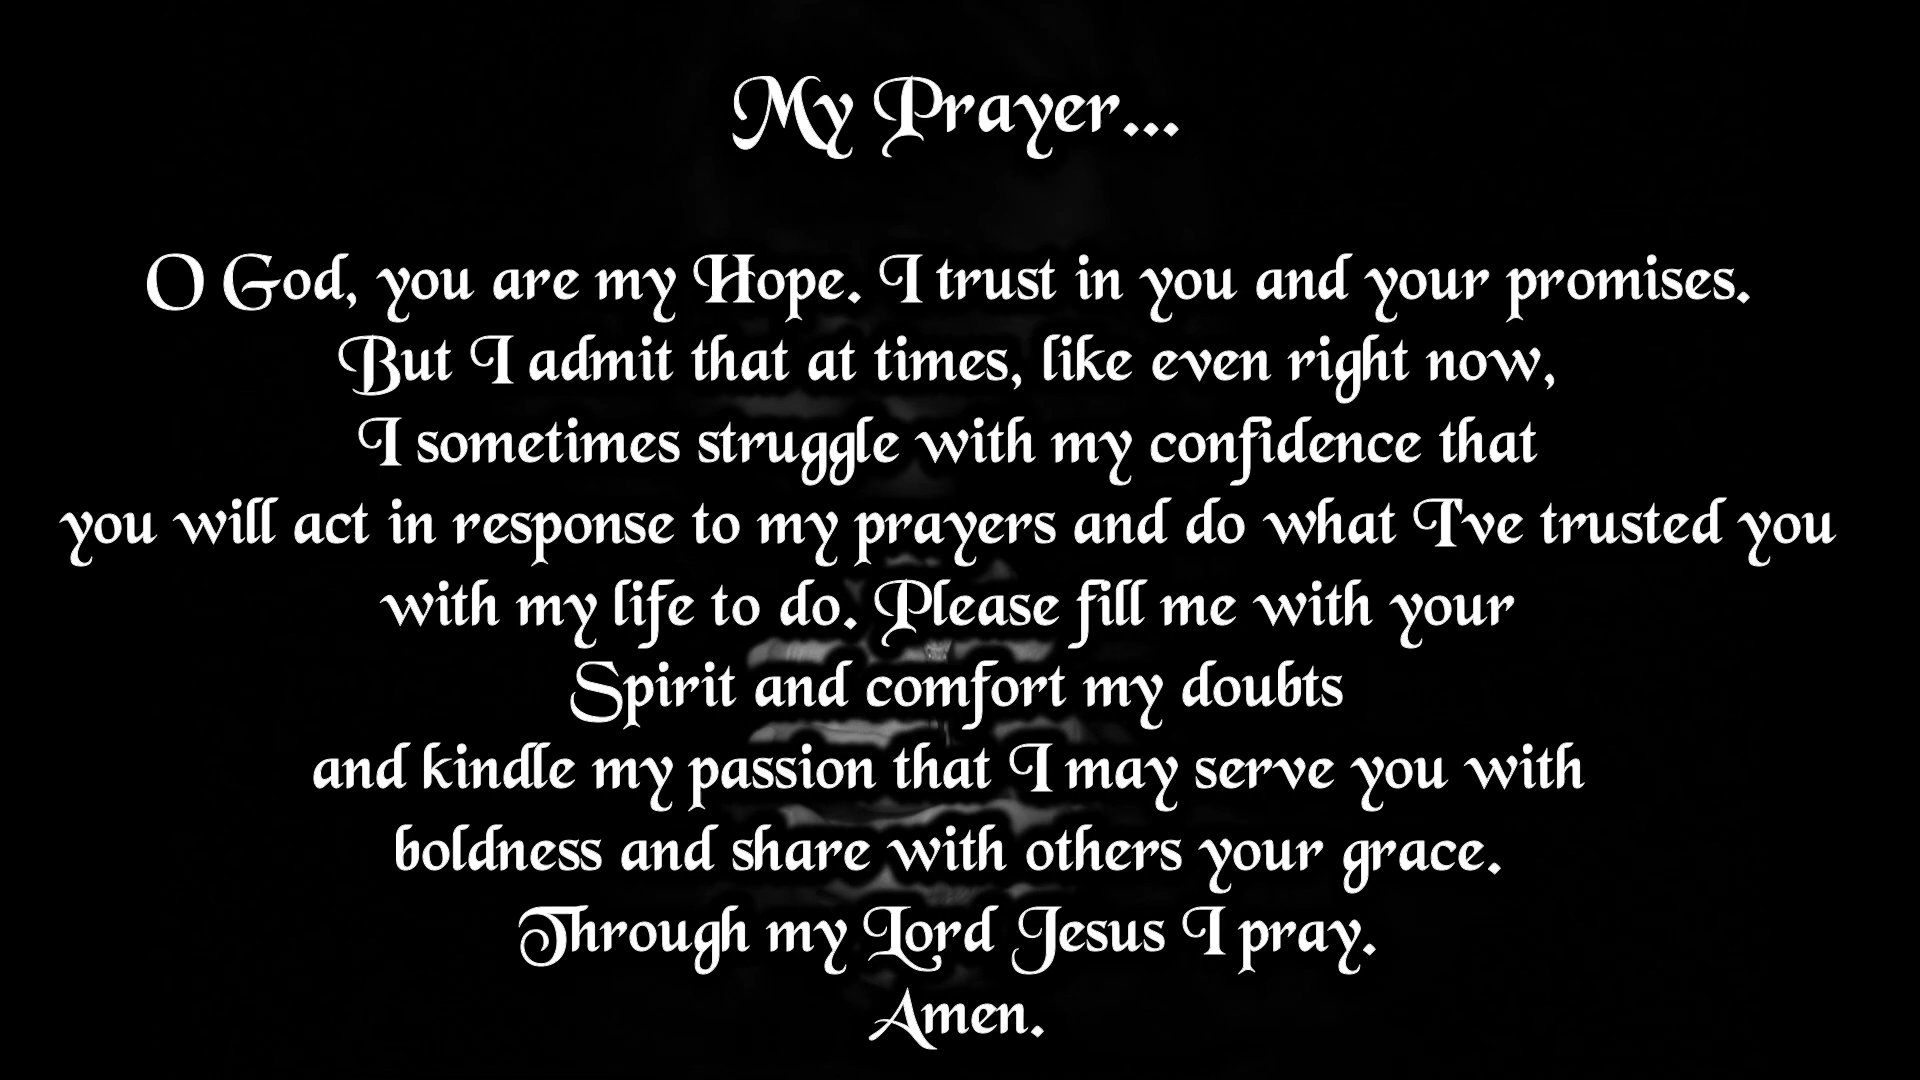 My Prayer...
O God, you are my Hope. I trust in you and your promises.
But I admit that at times, like even right now,
I sometimes struggle with my confidence that
you will act in response to my prayers and do what I've trusted you
with my life to do. Please fill me with your
Spirit and comfort my doubts
and kindle my passion that I may serve you with
boldness and share with others your grace.
Through my Lord Jesus I pray.
Amen.